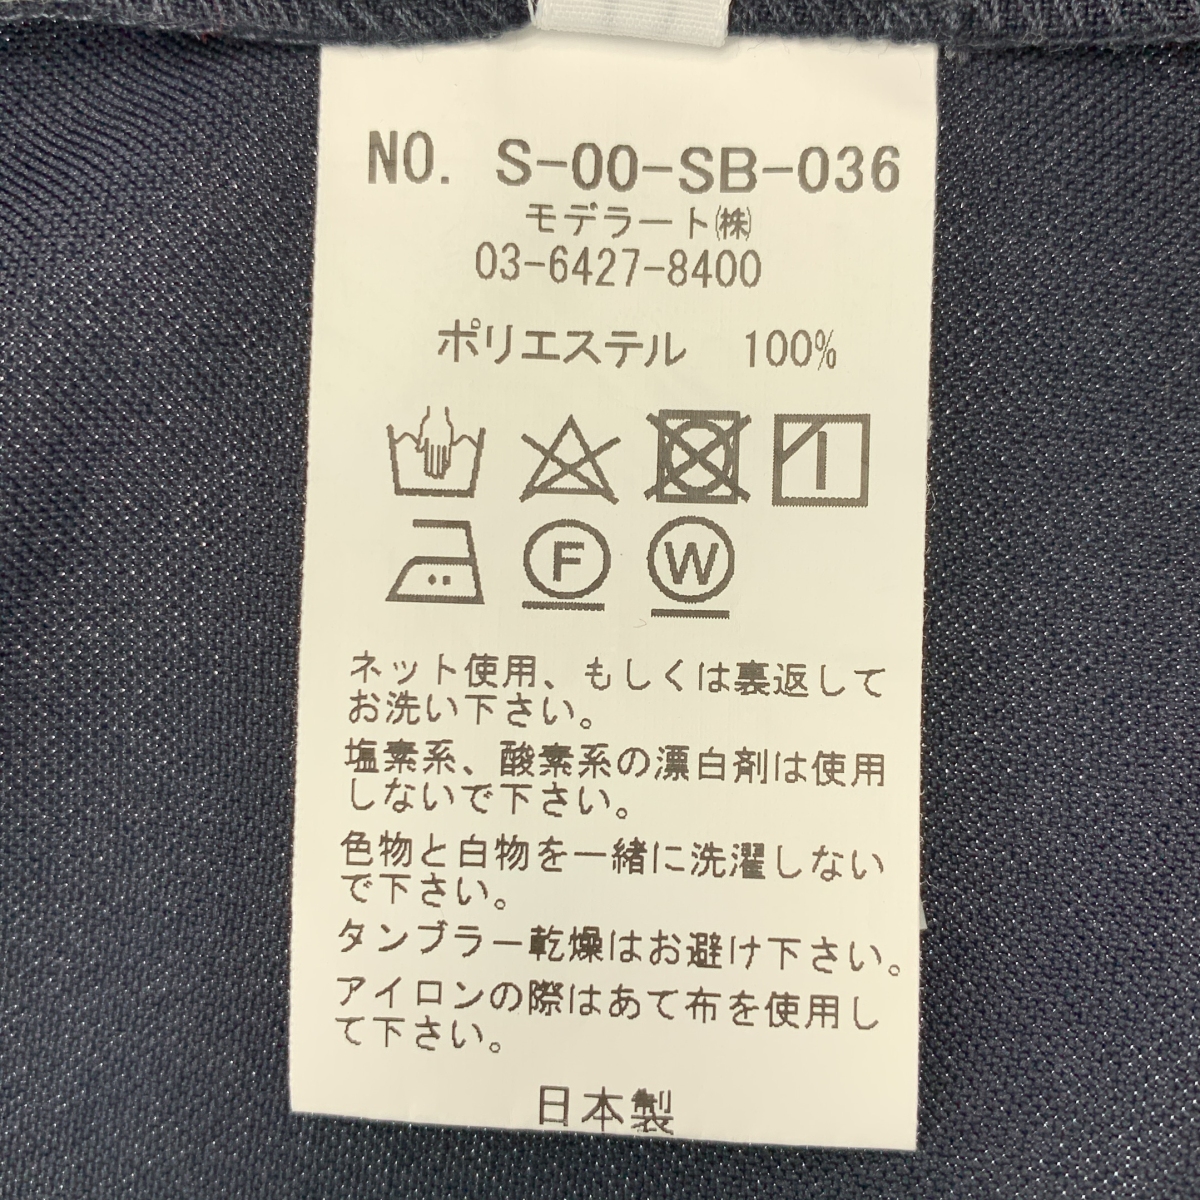 NO. S-00-SB-036
モデラート㈱
03-6427-8400
ポリエステル 100%
F W
ネット使用、もしくは裏返して
お洗い下さい。
塩素系、酸素系の漂白剤は使用
しないで下さい。
色物と白物を一緒に洗濯しない
で下さい。
タンブラー乾燥はお避け下さい。
アイロンの際はあて布を使用し
て下さい。
日本製